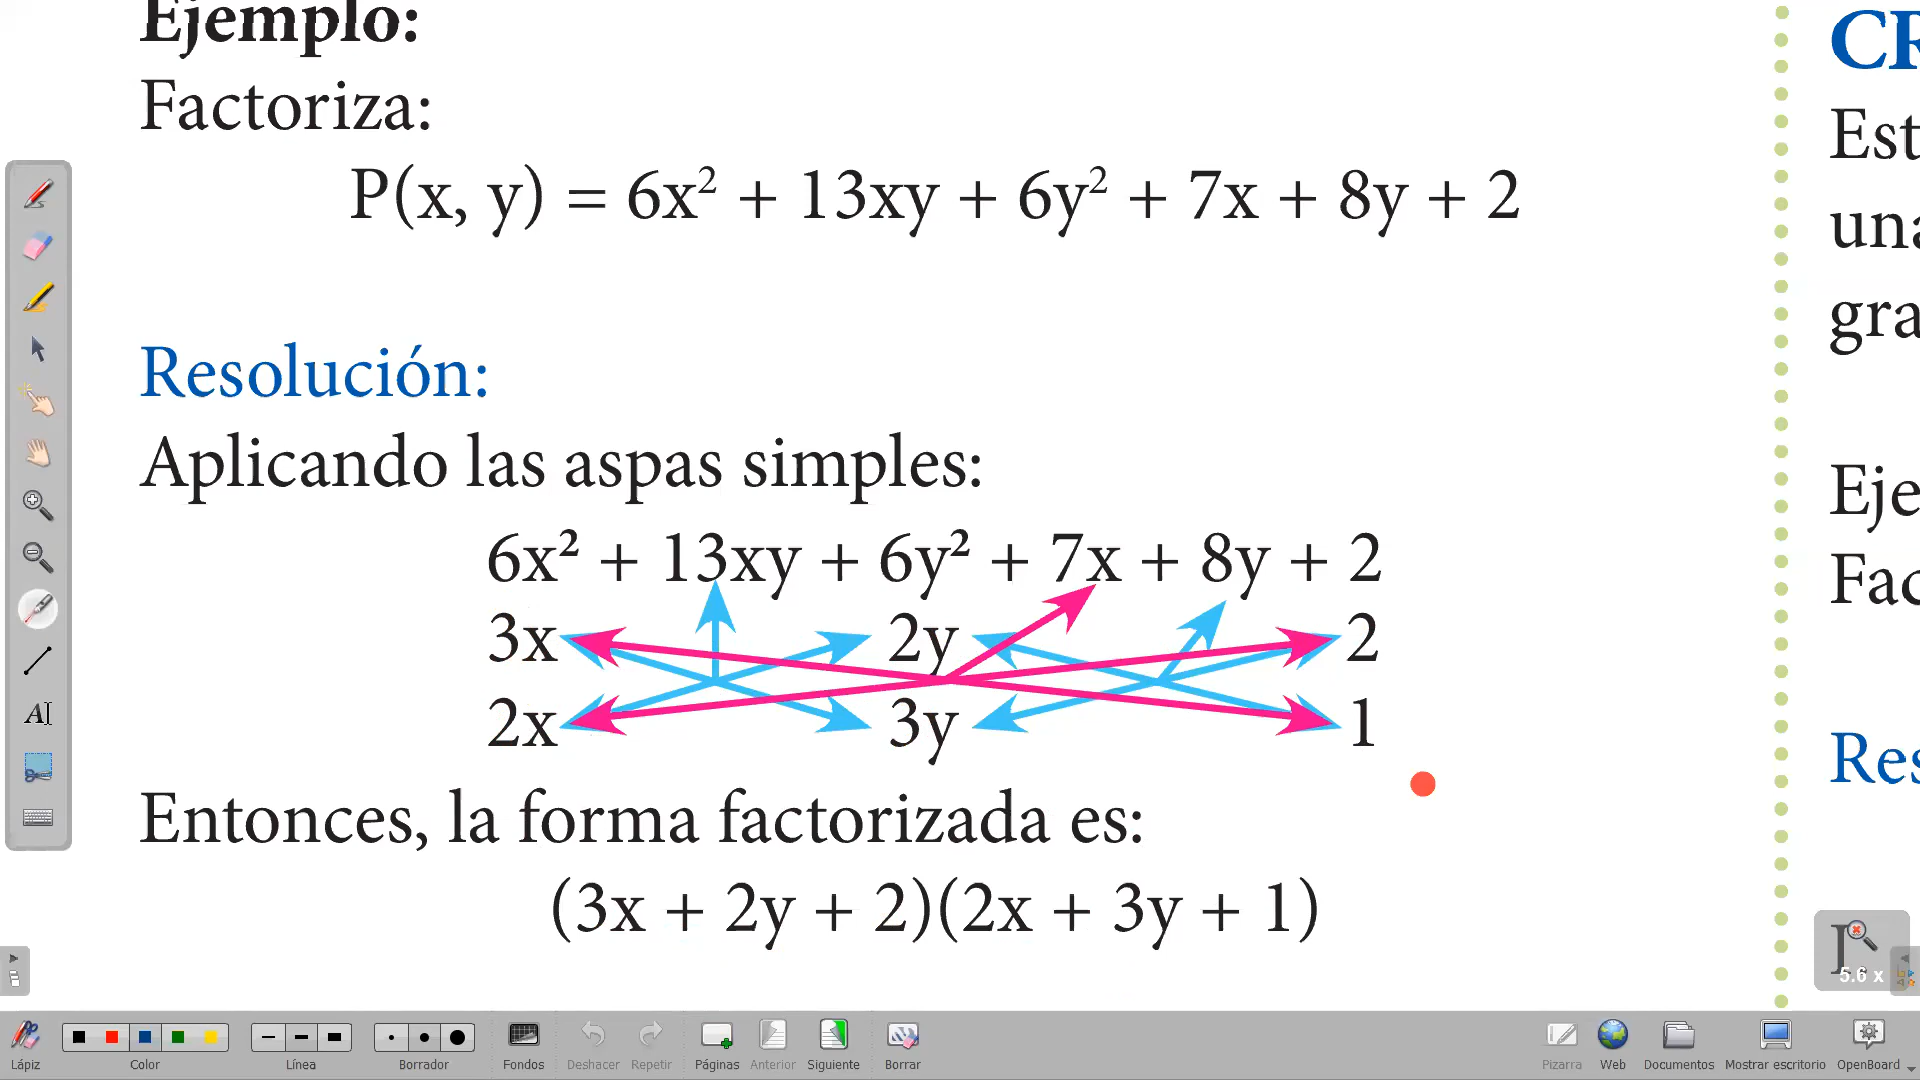 Ejemplo:
Factoriza:
P(x, y) = 6x² + 13xy + 6y² + 7x + 8y + 2
Resolución:
Aplicando las aspas simples:
6x² + 13xy + 6y² + 7x + 8y + 2
3x 2y 2
2x 3y 1
Entonces, la forma factorizada es:
(3x + 2y + 2)(2x + 3y + 1)
CR
Est
una
gra
Eje
Fac
Res
5.6 x
Lápiz Color Línea Borrador Fondos Deshacer Repetir Páginas Anterior Siguiente Borrar Pizarra Web Documentos Mostrar escritorio OpenBoard